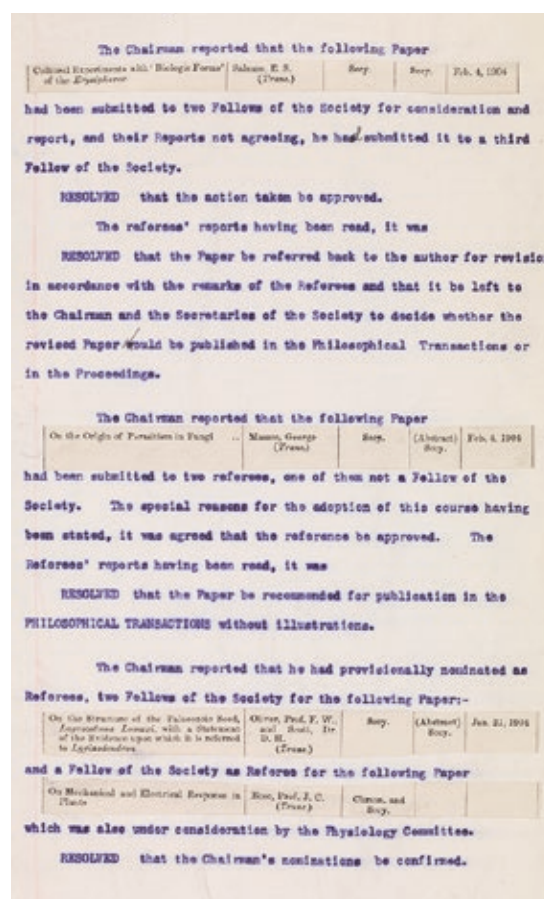 The Chairman reported that the following Paper
Cultural Experiments with 'Biologic Forms' of the Erysiphaceæ
Salmon, E. S. (Trans.)
Secy.
Secy.
Feb. 4, 1904
had been submitted to two Fellows of the Society for consideration and
report, and their Reports not agreeing, he had submitted it to a third
Fellow of the Society.
RESOLVED that the action taken be approved.
The referees' reports having been read, it was
RESOLVED that the Paper be referred back to the author for revisio
in accordance with the remarks of the Referees and that it be left to
the Chairman and the Secretaries of the Society to decide whether the
revised Paper would be published in the Philosophical Transactions or
in the Proceedings.
The Chairman reported that the following Paper
On the Origin of Parasitism in Fungi ..
Massee, George (Trans.)
Secy.
(Abstract) Secy.
Feb. 4, 1904
had been submitted to two referees, one of them not a Fellow of the
Society. The special reasons for the adoption of this course having
been stated, it was agreed that the reference be approved. The
Referees' reports having been read, it was
RESOLVED that the Paper be recommended for publication in the
PHILOSOPHICAL TRANSACTIONS without illustrations.
The Chairman reported that he had provisionally nominated as
Referees, two Fellows of the Society for the following Paper:-
On the Structure of the Palæozoic Seed,
Lagenostoma Lomaxi, with a Statement
of the Evidence upon which it is referred
to Lyginodendron.
Oliver, Prof. F. W.,
and Scott, Dr.
D. H.
(Trans.)
Secy.
(Abstract) Secy.
Jan. 21, 1904
and a Fellow of the Society as Referee for the following Paper
On Mechanical and Electrical Response in
Plants
Bose, Prof. J. C.
(Trans.)
Chrmn. and
Secy.
which was also under consideration by the Physiology Committee.
RESOLVED that the Chairman's nominations be confirmed.